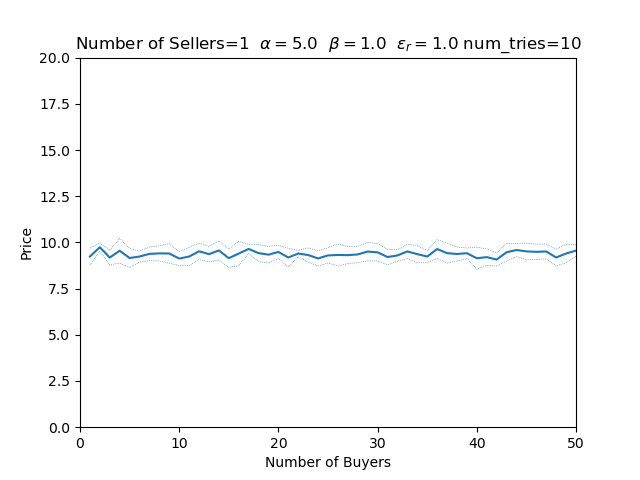 Number of Sellers=1 α = 5.0 β = 1.0 εᵣ = 1.0 num_tries=10
20.0
17.5
15.0
12.5
10.0
7.5
5.0
2.5
0.0
Price
0 10 20 30 40 50
Number of Buyers